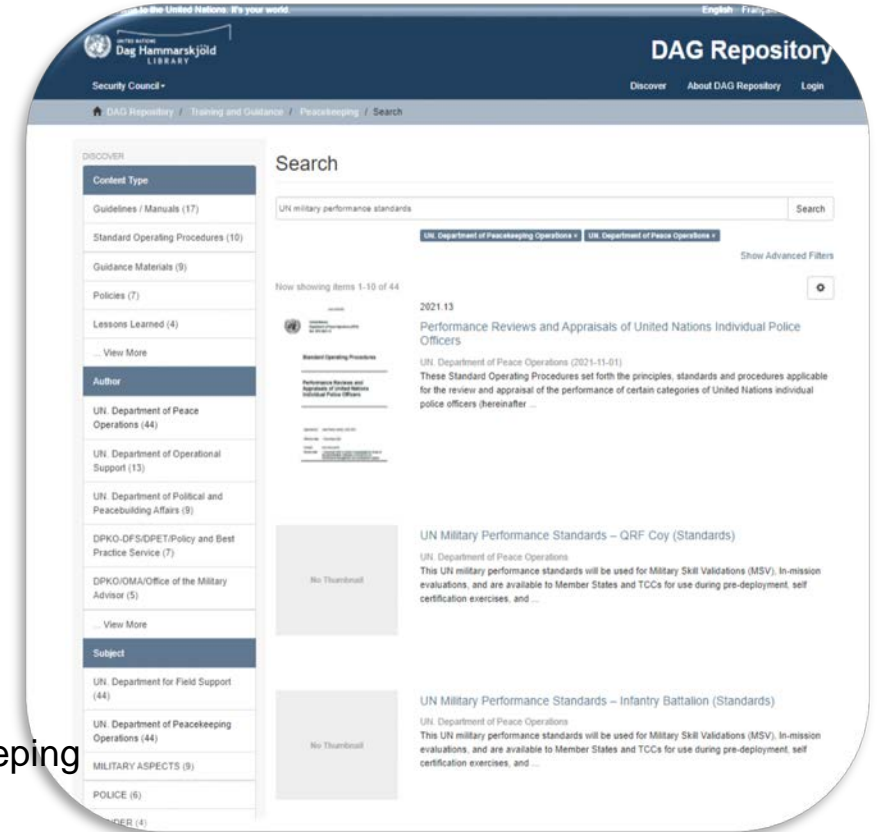 to the United Nations. It's your world.
English
UNITED NATIONS
Dag Hammarskjöld
LIBRARY
DAG Repository
Security Council
Discover About DAG Repository Login
DAG Repository / Training and Guidance / Peacekeeping / Search
DISCOVER
Content Type
Guidelines / Manuals (17)
Standard Operating Procedures (10)
Guidance Materials (9)
Policies (7)
Lessons Learned (4)
... View More
Author
UN. Department of Peace
Operations (44)
UN. Department of Operational
Support (13)
UN. Department of Political and
Peacebuilding Affairs (9)
DPKO-DFS/DPET/Policy and Best
Practice Service (7)
DPKO/OMA/Office of the Military
Advisor (5)
... View More
Subject
UN. Department for Field Support
(44)
UN. Department of Peacekeeping
Operations (44)
eping
MILITARY ASPECTS (9)
POLICE (6)
Search
UN military performance standards
Search
UN. Department of Peacekeeping Operations × UN. Department of Peace Operations ×
Show Advanced Filters
Now showing items 1-10 of 44
2021.13
Performance Reviews and Appraisals of United Nations Individual Police
Officers
UN. Department of Peace Operations (2021-11-01)
These Standard Operating Procedures set forth the principles, standards and procedures applicable
for the review and appraisal of the performance of certain categories of United Nations individual
police officers (hereinafter ...
Standard Operating Procedures
Performance Reviews and
Appraisals of United Nations
Individual Police Officers
No Thumbnail
UN Military Performance Standards – QRF Coy (Standards)
UN. Department of Peace Operations
This UN military performance standards will be used for Military Skill Validations (MSV), In-mission
evaluations, and are available to Member States and TCCs for use during pre-deployment, self
certification exercises, and ...
No Thumbnail
UN Military Performance Standards – Infantry Battalion (Standards)
UN. Department of Peace Operations
This UN military performance standards will be used for Military Skill Validations (MSV), In-mission
evaluations, and are available to Member States and TCCs for use during pre-deployment, self
certification exercises, and ...